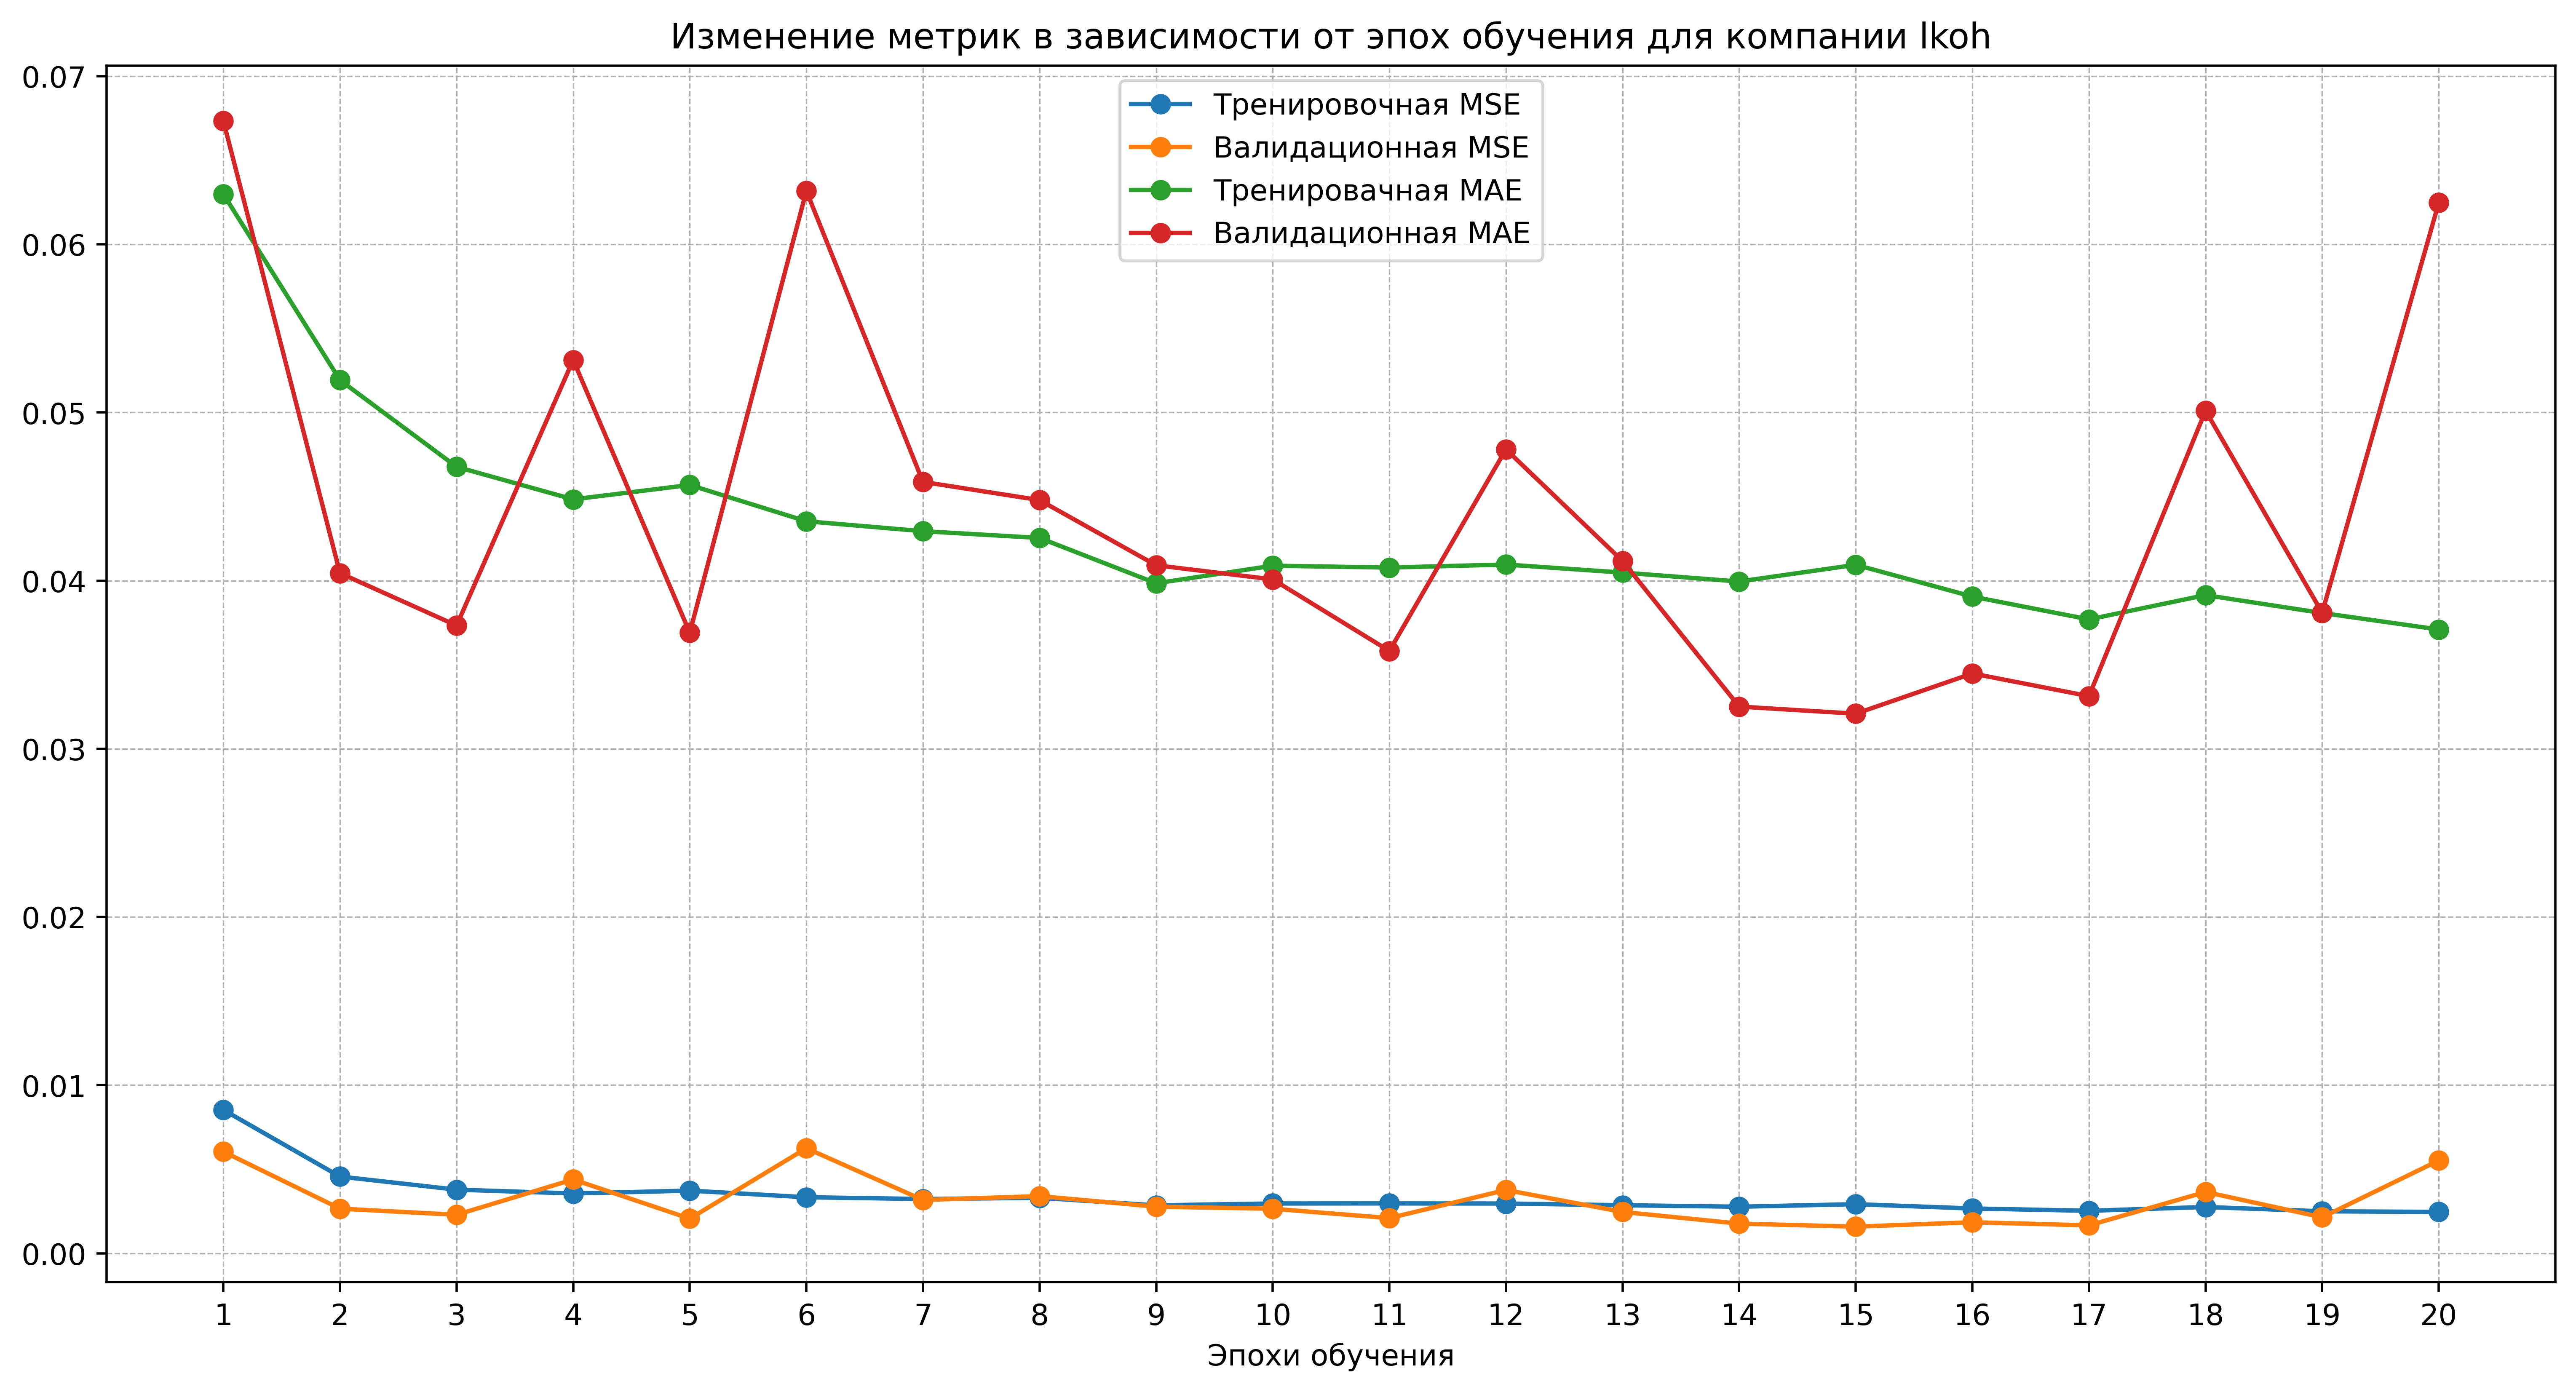 Изменение метрик в зависимости от эпох обучения для компании lkoh
Тренировочная MSE
Валидационная MSE
Тренировачная MAE
Валидационная MAE
0.07
0.06
0.05
0.04
0.03
0.02
0.01
0.00
1 2 3 4 5 6 7 8 9 10 11 12 13 14 15 16 17 18 19 20
Эпохи обучения